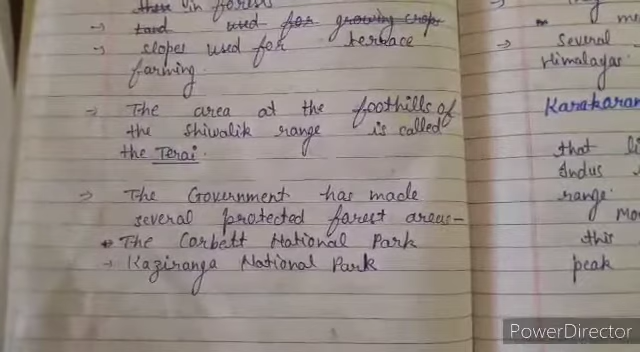 in forests
→ land used for growing crops
→ slopes used for terrace
farming.
→ The area at the foothills of
the Shiwalik range is called
the Terai.
→ The Government has made
several protected forest areas-
→ The Corbett National Park
→ Kaziranga National Park
→ Several
Himalayas
Karakaram
that
Indus
range.
this
peak
PowerDirector